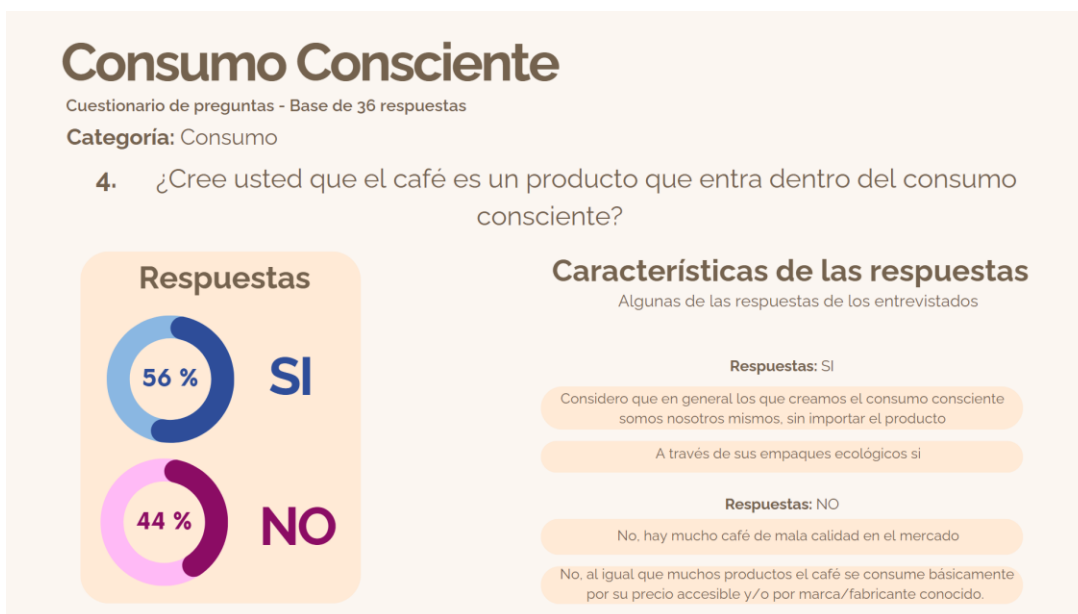 Consumo Consciente
Cuestionario de preguntas - Base de 36 respuestas
Categoría: Consumo
4. ¿Cree usted que el café es un producto que entra dentro del consumo
consciente?
Respuestas
56 %
SI
44 %
NO
Características de las respuestas
Algunas de las respuestas de los entrevistados
Respuestas: SI
Considero que en general los que creamos el consumo consciente
somos nosotros mismos, sin importar el producto
A través de sus empaques ecológicos si
Respuestas: NO
No, hay mucho café de mala calidad en el mercado
No, al igual que muchos productos el café se consume básicamente
por su precio accesible y/o por marca/fabricante conocido.